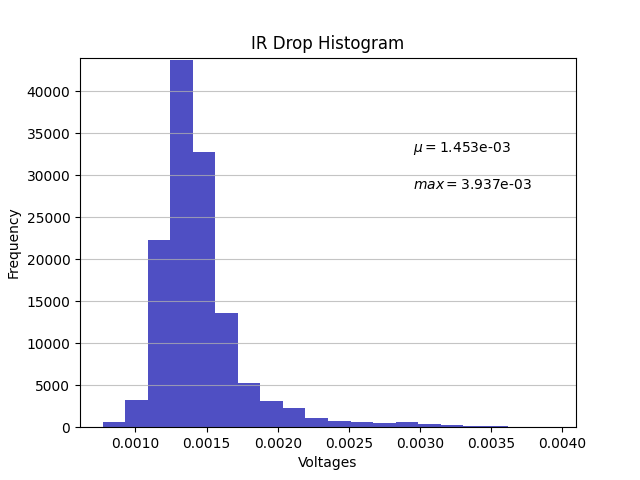 IR Drop Histogram
40000
35000
30000
25000
20000
15000
10000
5000
0
Frequency
μ = 1.453e-03
max = 3.937e-03
0.0010 0.0015 0.0020 0.0025 0.0030 0.0035 0.0040
Voltages